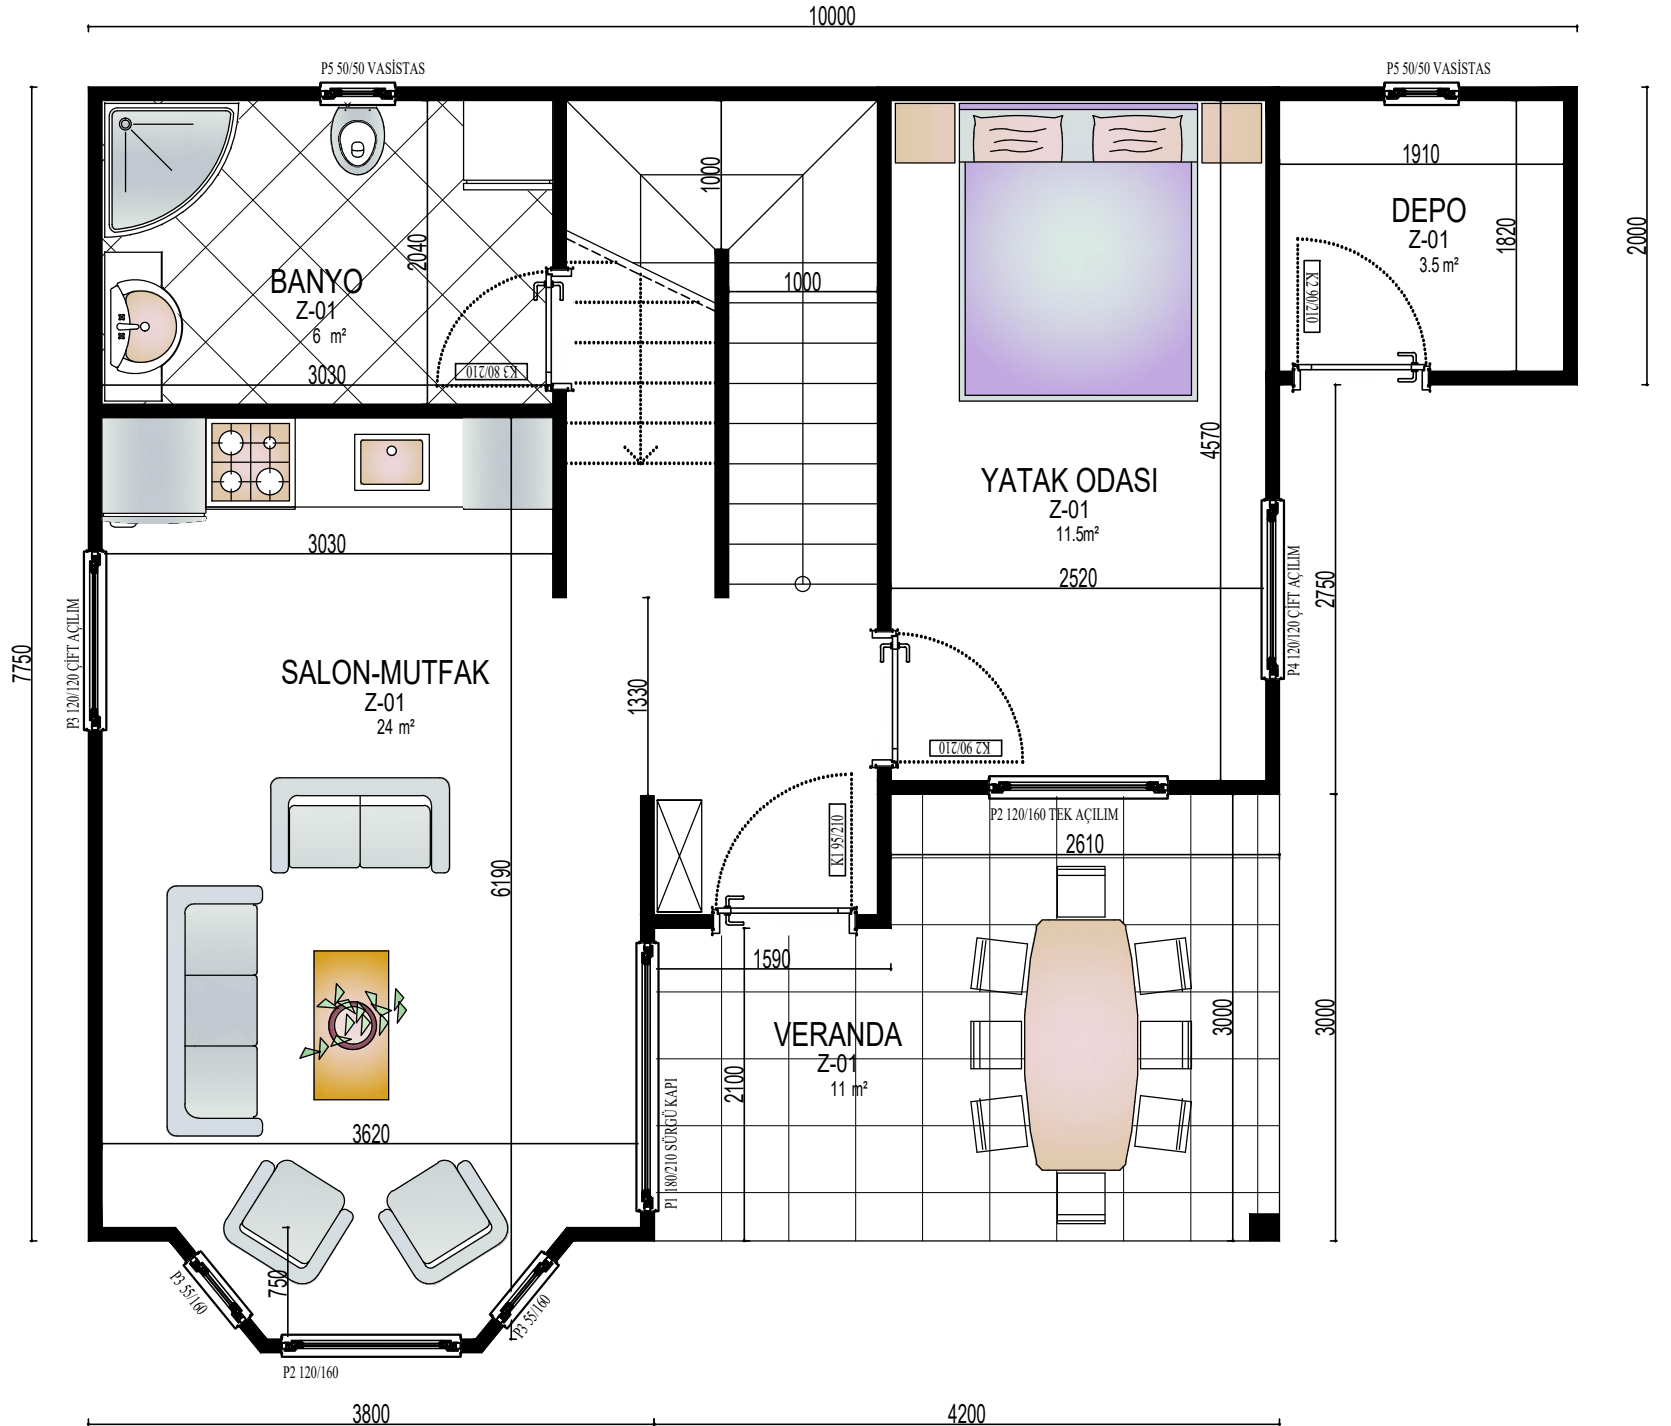 10000
P5 50/50 VASİSTAS
P5 50/50 VASİSTAS
1000
1910
DEPO
Z-01
3.5 m²
1820
2000
2040
BANYO
Z-01
6 m²
1000
K2 90/210
3030
K3 80/210
4570
YATAK ODASI
Z-01
11.5m²
3030
2520
2750
P4 120/120 ÇİFT AÇILIM
P3 120/120 ÇİFT AÇILIM
7750
SALON-MUTFAK
Z-01
24 m²
1330
K2 90/210
P2 120/160 TEK AÇILIM
K1 95/210
2610
6190
1590
VERANDA
Z-01
11 m²
3000
3000
2100
P1 180/210 SÜRGÜ KAPI
3620
750
P3 55/160
P3 55/160
P2 120/160
3800
4200